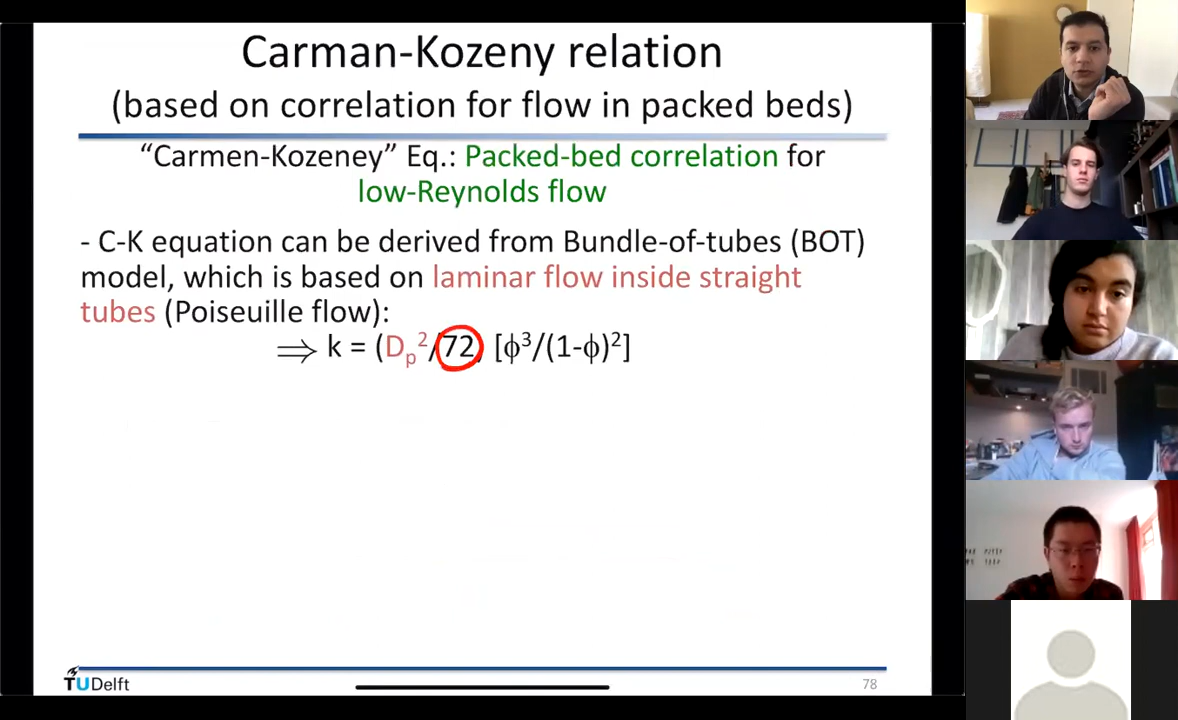 Carman-Kozeny relation
(based on correlation for flow in packed beds)
“Carmen-Kozeney” Eq.: Packed-bed correlation for
low-Reynolds flow
- C-K equation can be derived from Bundle-of-tubes (BOT)
model, which is based on laminar flow inside straight
tubes (Poiseuille flow):
⟹ k = (Dₚ²/72) [ϕ³/(1-ϕ)²]
TUDelft
78